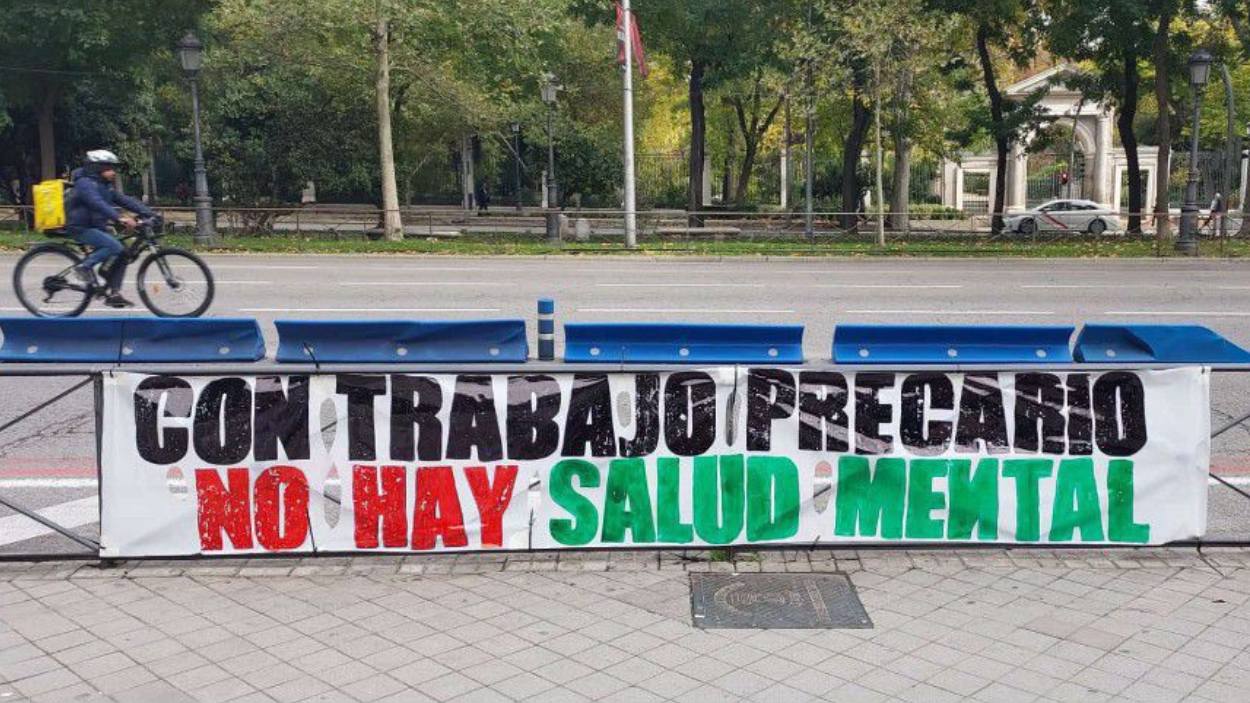 CON TRABAJO PRECARIO
NO HAY SALUD MENTAL